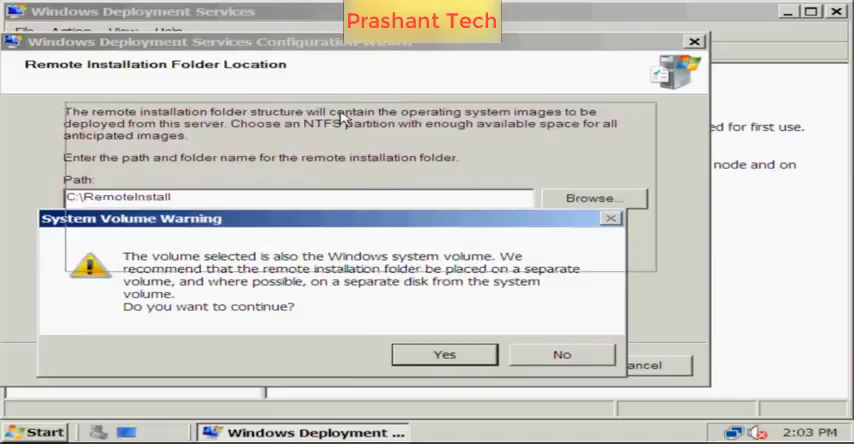 Windows Deployment Services
Prashant Tech
File Action View Help
Windows Deployment Services Configuration Wizard
Remote Installation Folder Location
The remote installation folder structure will contain the operating system images to be
deployed from this server. Choose an NTFS partition with enough available space for all
anticipated images.
ed for first use.
Enter the path and folder name for the remote installation folder.
node and on
Path:
C:\RemoteInstall
Browse...
System Volume Warning
The volume selected is also the Windows system volume. We
recommend that the remote installation folder be placed on a separate
volume, and where possible, on a separate disk from the system
volume.
Do you want to continue?
Yes No
ancel
Start
Windows Deployment ...
2:03 PM